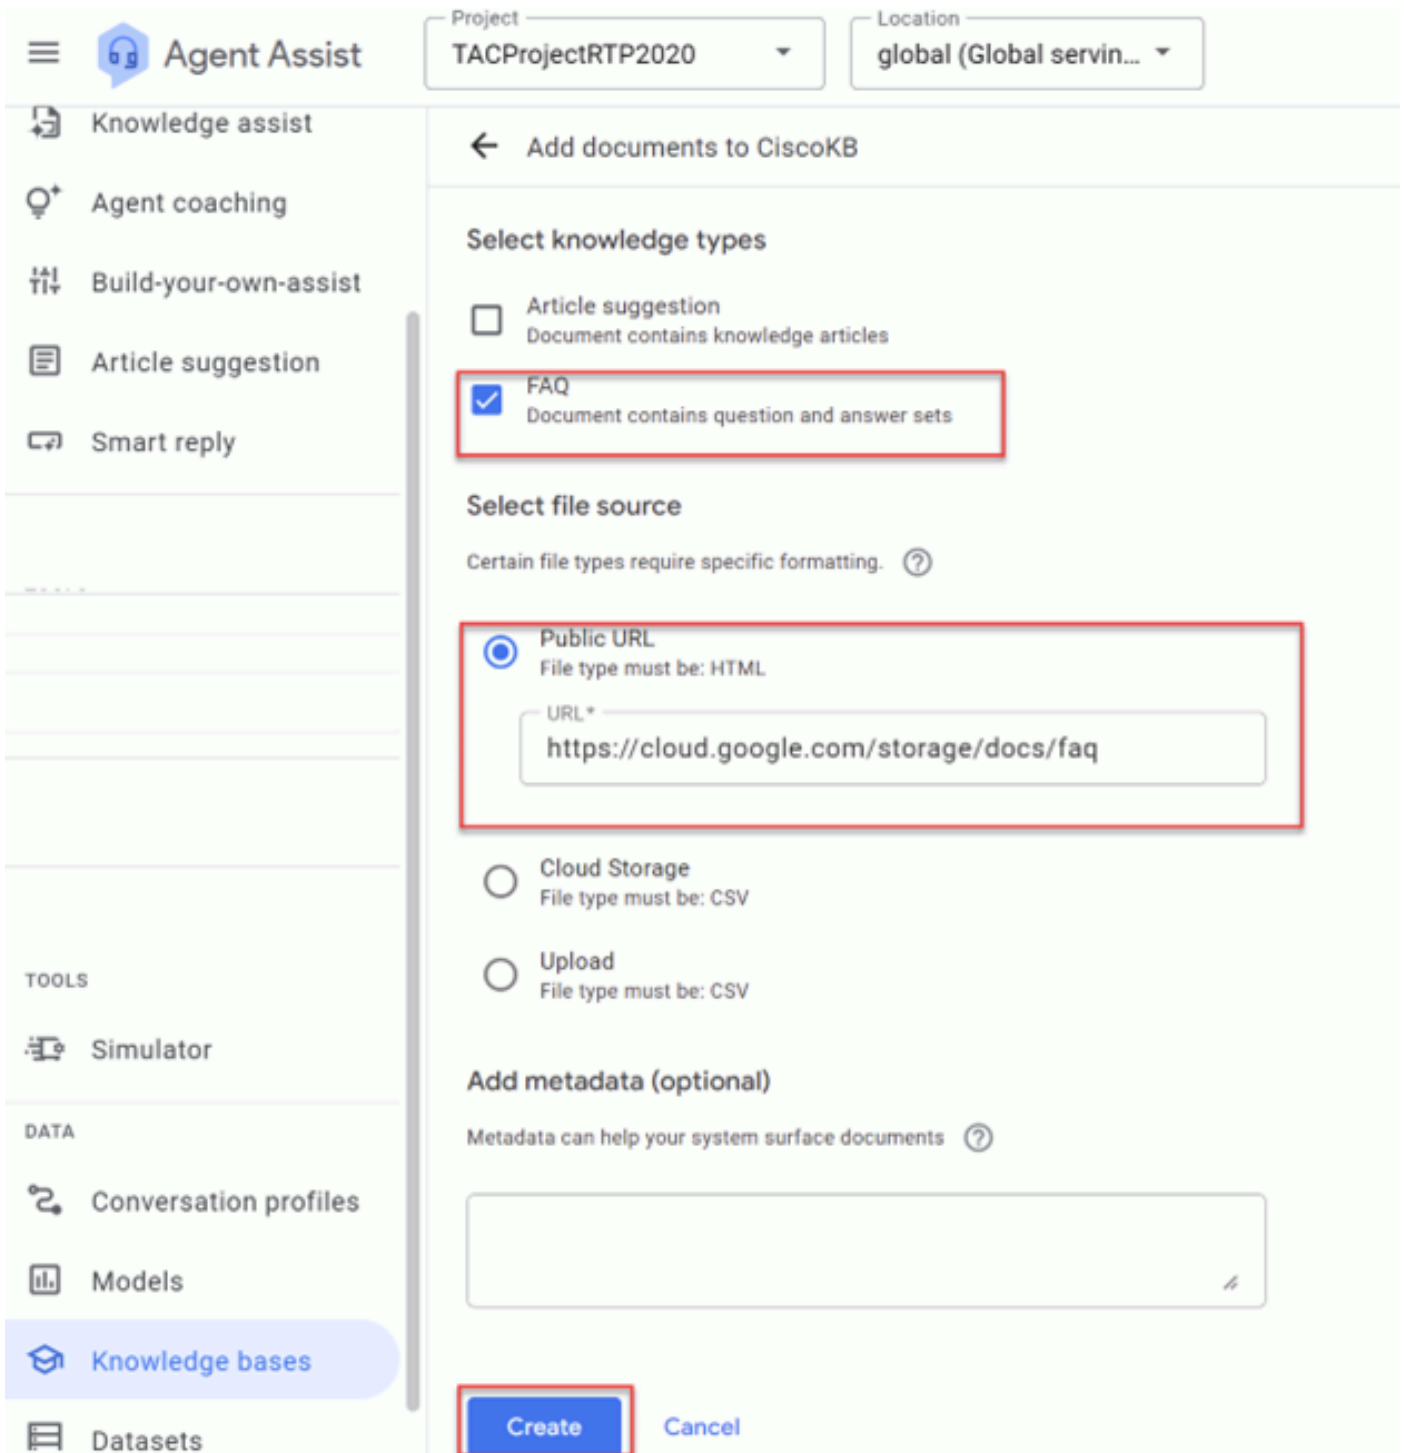 Agent Assist
Project
TACProjectRTP2020
Location
global (Global servin...
Knowledge assist
Agent coaching
Build-your-own-assist
Article suggestion
Smart reply
TOOLS
Simulator
DATA
Conversation profiles
Models
Knowledge bases
Datasets
Add documents to CiscoKB
Select knowledge types
Article suggestion
Document contains knowledge articles
FAQ
Document contains question and answer sets
Select file source
Certain file types require specific formatting.
Public URL
File type must be: HTML
URL*
https://cloud.google.com/storage/docs/faq
Cloud Storage
File type must be: CSV
Upload
File type must be: CSV
Add metadata (optional)
Metadata can help your system surface documents
Create
Cancel